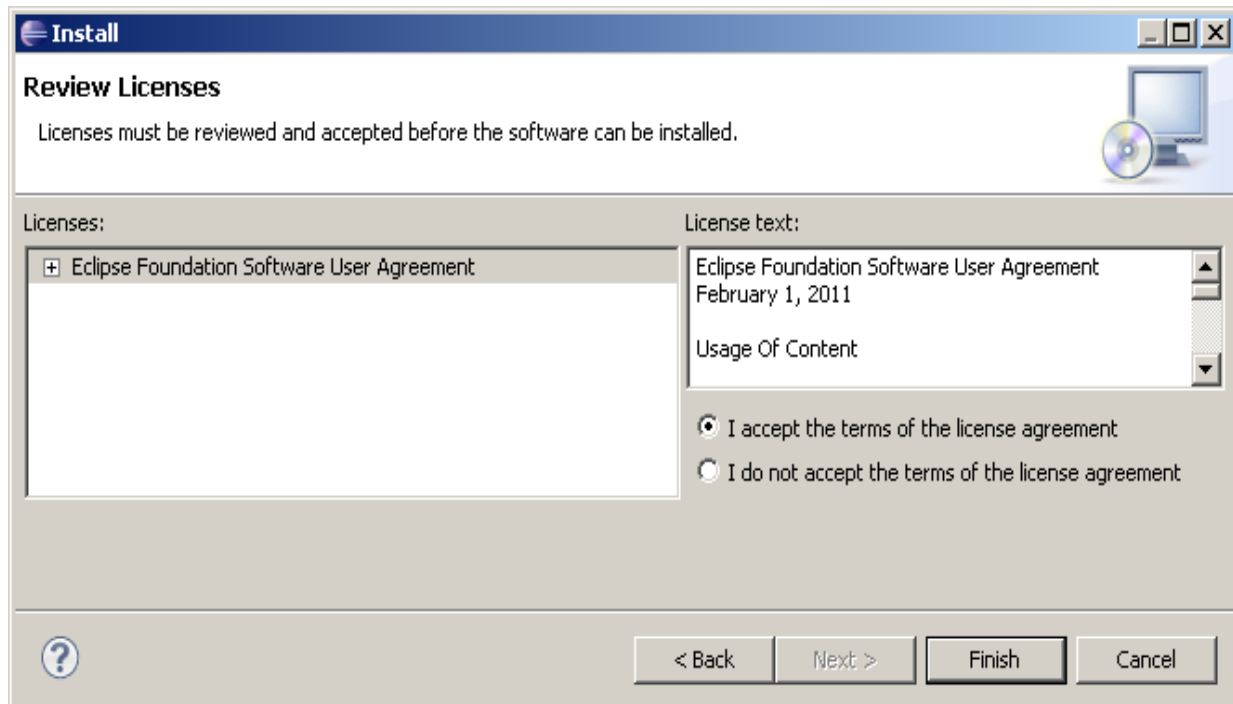 Install
Review Licenses
Licenses must be reviewed and accepted before the software can be installed.
Licenses:
Eclipse Foundation Software User Agreement
License text:
Eclipse Foundation Software User Agreement
February 1, 2011
Usage Of Content
I accept the terms of the license agreement
I do not accept the terms of the license agreement
?
< Back
Next >
Finish
Cancel